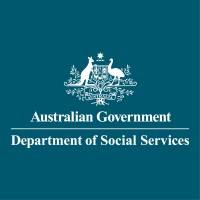 Australian Government
Department of Social Services